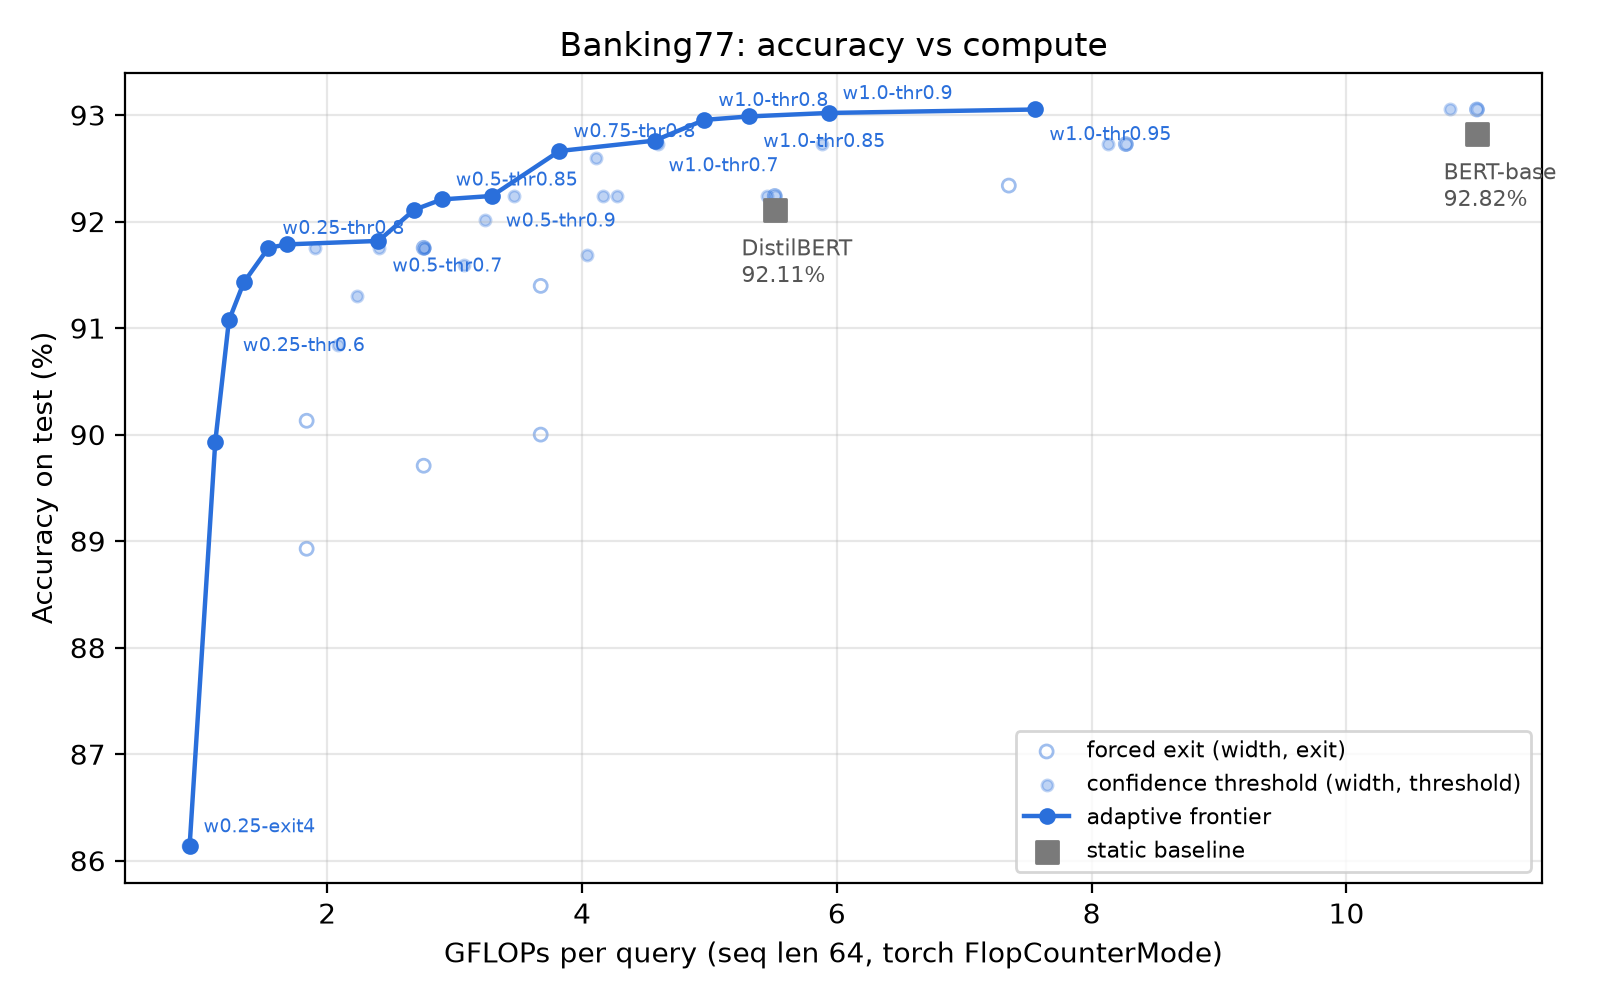 Banking77: accuracy vs compute
Accuracy on test (%)
93
92
91
90
89
88
87
86
w1.0-thr0.9
w1.0-thr0.8
w0.75-thr0.8
w1.0-thr0.95
w1.0-thr0.85
w1.0-thr0.7
w0.5-thr0.85
w0.5-thr0.9
w0.25-thr0.8
w0.5-thr0.7
w0.25-thr0.6
w0.25-exit4
BERT-base
92.82%
DistilBERT
92.11%
forced exit (width, exit)
confidence threshold (width, threshold)
adaptive frontier
static baseline
2
4
6
8
10
GFLOPs per query (seq len 64, torch FlopCounterMode)